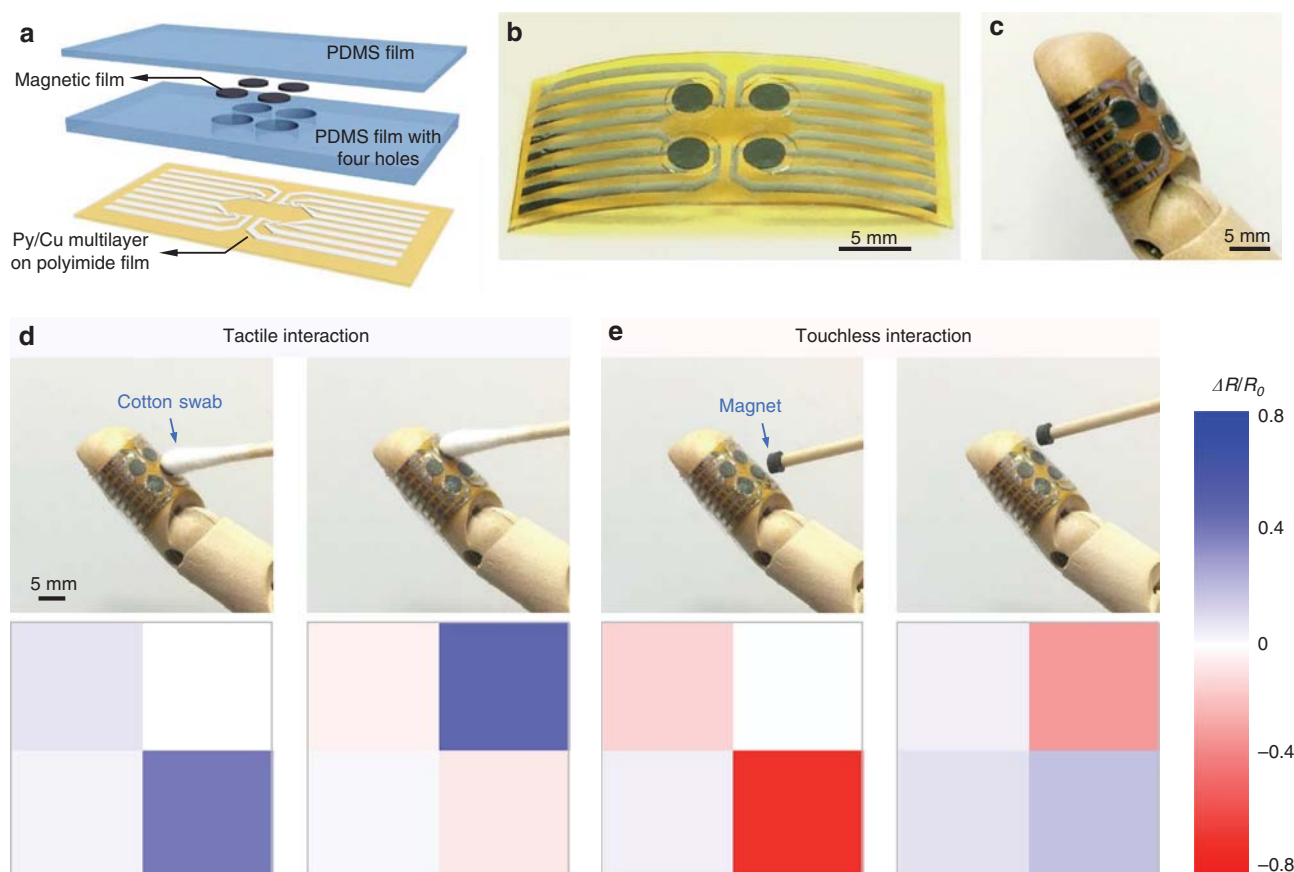 a
PDMS film
Magnetic film
PDMS film with
four holes
Py/Cu multilayer
on polyimide film
b
5 mm
c
5 mm
d
Tactile interaction
Cotton swab
5 mm
e
Touchless interaction
Magnet
ΔR/R0
0.8
0.4
0
–0.4
–0.8